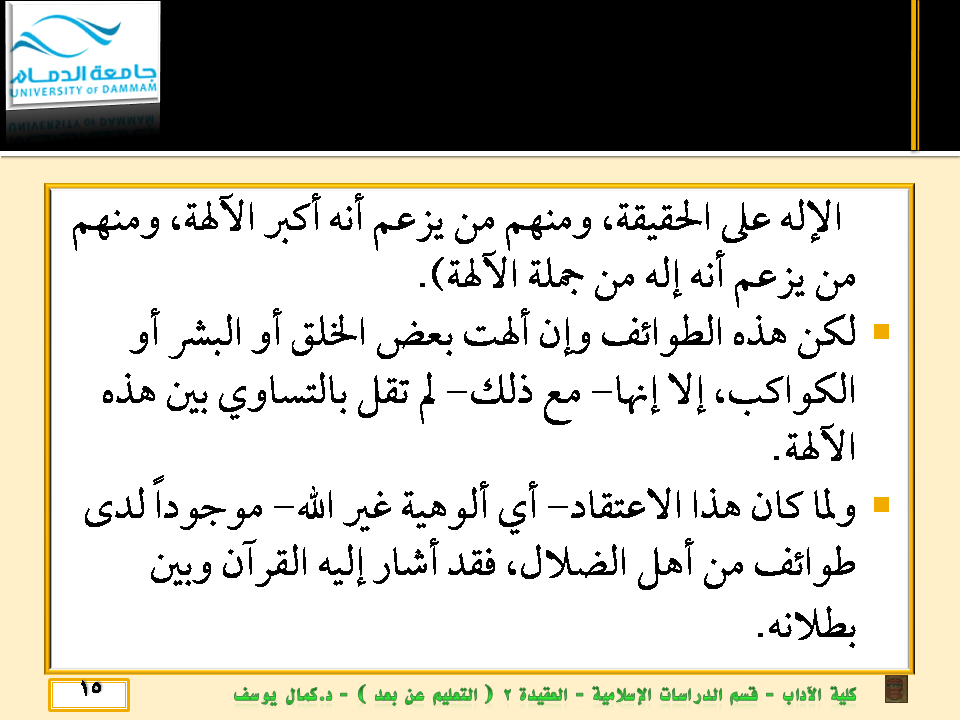 جامعة الدمام
UNIVERSITY OF DAMMAM
الإله على الحقيقة، ومنهم من يزعم أنه أكبر الآلهة، ومنهم
من يزعم أنه إله من جملة الآلهة).
لكن هذه الطوائف وإن ألهت بعض الخلق أو البشر أو
الكواكب، إلا إنها- مع ذلك- لم تقل بالتساوي بين هذه
الآلهة.
ولما كان هذا الاعتقاد- أي ألوهية غير الله- موجوداً لدى
طوائف من أهل الضلال، فقد أشار إليه القرآن وبين
بطلانه.
كلية الآداب - قسم الدراسات الإسلامية - العقيدة ٢ ( التعليم عن بعد ) - د.كمال يوسف
١٥